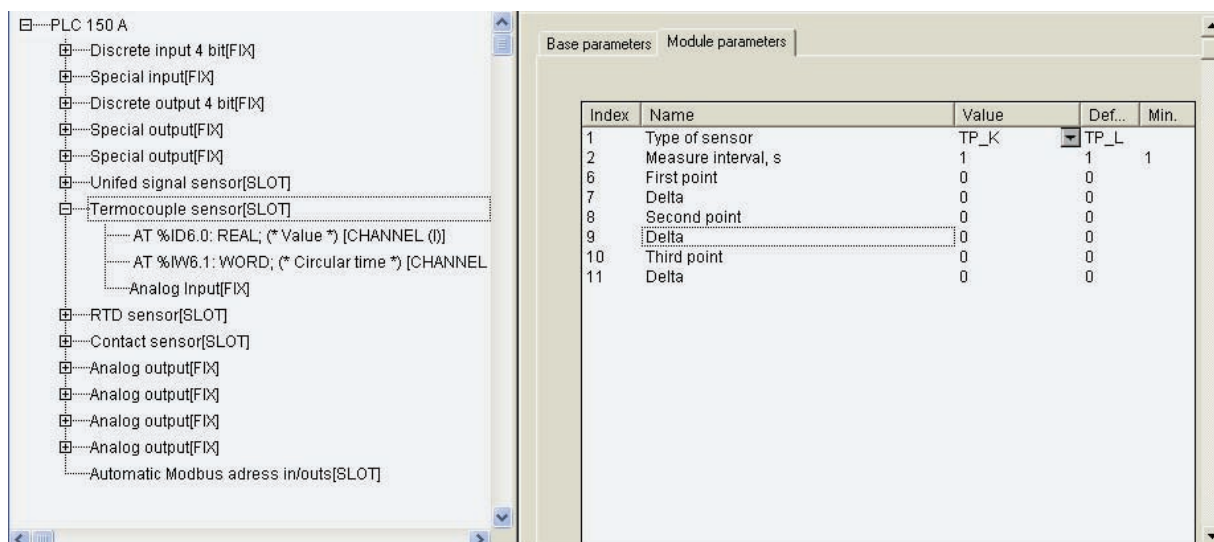 PLC 150 A
Discrete input 4 bit[FIX]
Special input[FIX]
Discrete output 4 bit[FIX]
Special output[FIX]
Special output[FIX]
Unifed signal sensor[SLOT]
Termocouple sensor[SLOT]
AT %ID6.0: REAL; (* Value *) [CHANNEL (I)]
AT %IW6.1: WORD; (* Circular time *) [CHANNEL
Analog Input[FIX]
RTD sensor[SLOT]
Contact sensor[SLOT]
Analog output[FIX]
Analog output[FIX]
Analog output[FIX]
Analog output[FIX]
Automatic Modbus adress in/outs[SLOT]
Base parameters Module parameters
Index Name Value Def... Min.
1 Type of sensor TP_K TP_L
2 Measure interval, s 1 1 1
6 First point 0 0
7 Delta 0 0
8 Second point 0 0
9 Delta 0 0
10 Third point 0 0
11 Delta 0 0